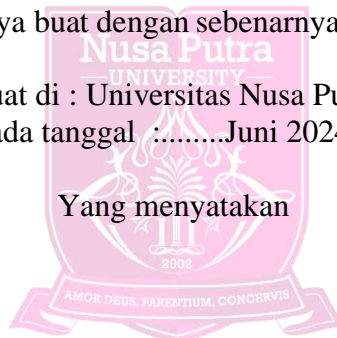 ya buat dengan sebenarnya
Nusa Putra
UNIVERSITY
uat di : Universitas Nusa Pu
ada tanggal :........Juni 2024
Yang menyatakan
2002
AMOR DEUS, PARENTIUM, CONCERVIS